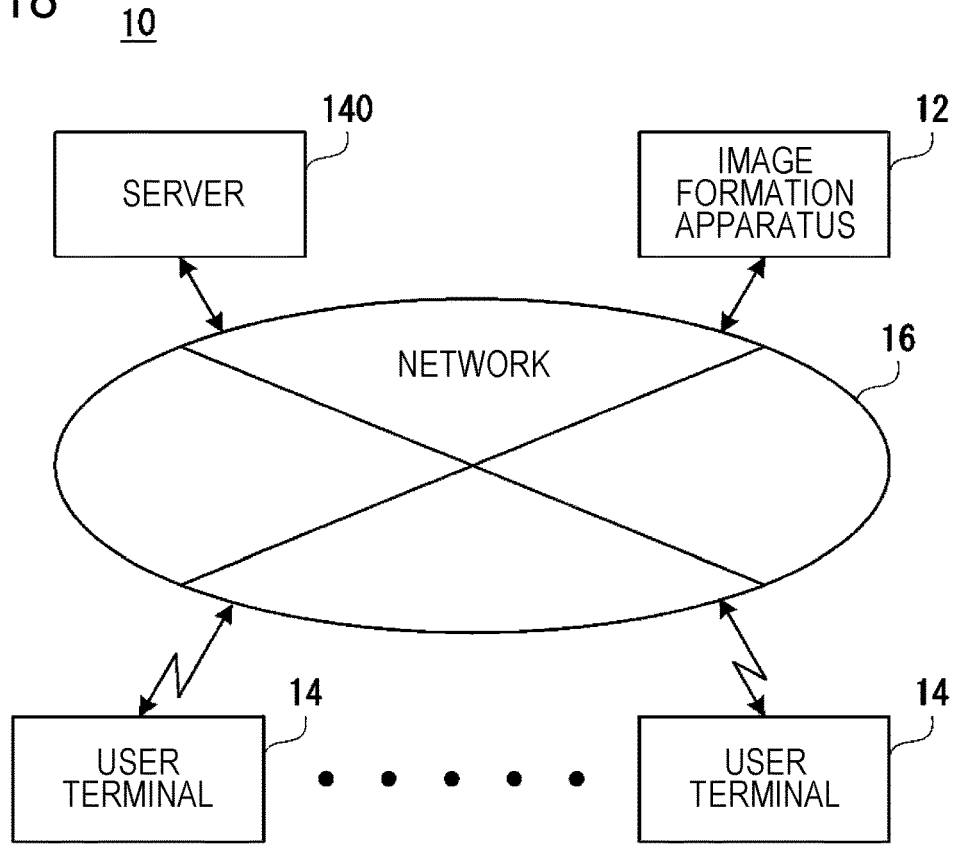 10
140
12
SERVER
IMAGE
FORMATION
APPARATUS
NETWORK
16
14
14
USER
TERMINAL
USER
TERMINAL